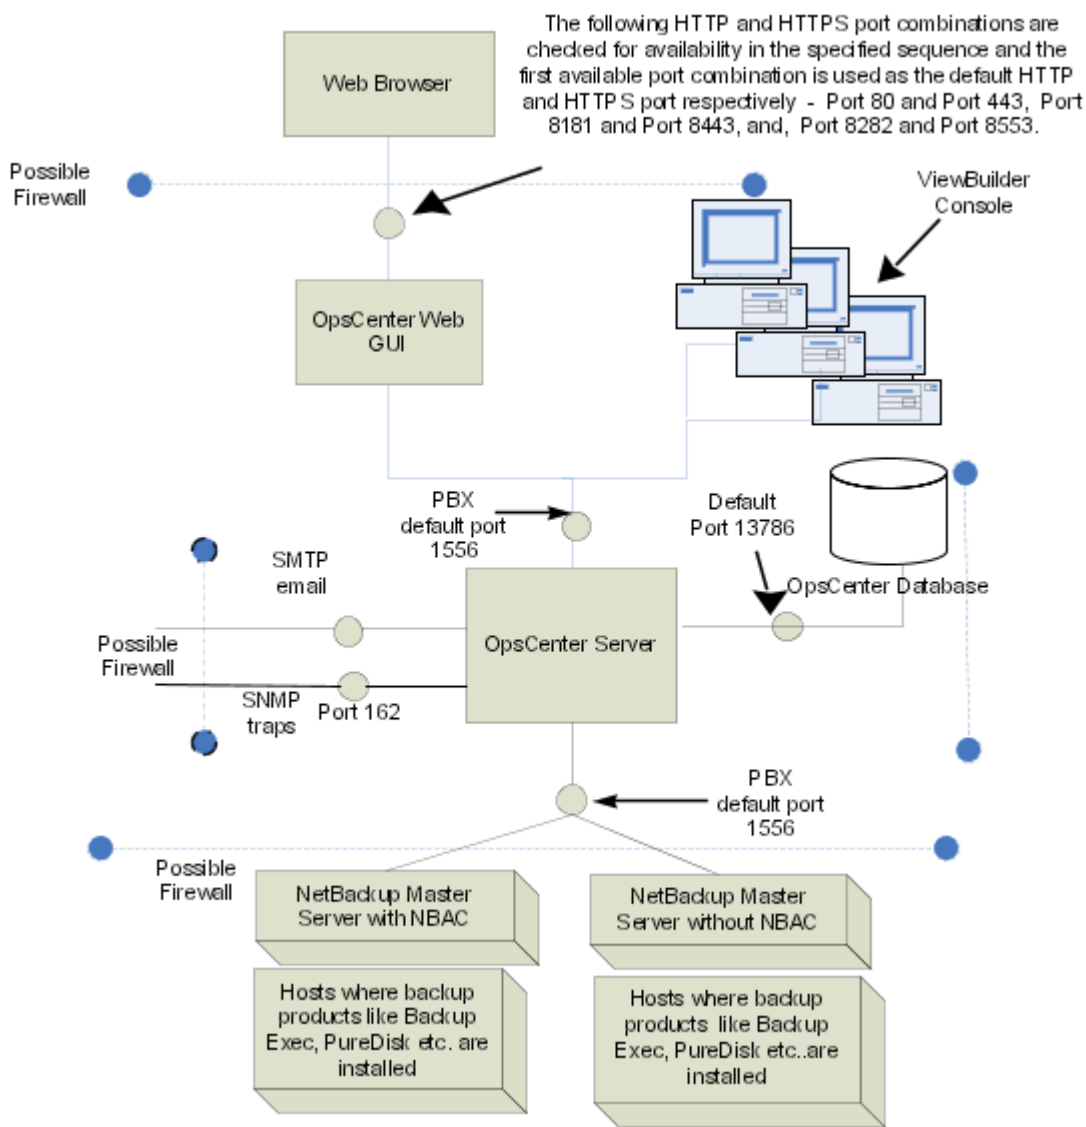 The following HTTP and HTTPS port combinations are
checked for availability in the specified sequence and the
first available port combination is used as the default HTTP
and HTTPS port respectively - Port 80 and Port 443, Port
8181 and Port 8443, and, Port 8282 and Port 8553.
Web Browser
Possible
Firewall
ViewBuilder
Console
OpsCenter Web
GUI
PBX
default port
1556
Default
Port 13786
SMTP
email
OpsCenter Database
OpsCenter Server
Possible
Firewall
SNMP
traps
Port 162
PBX
default port
1556
Possible
Firewall
NetBackup Master
Server with NBAC
NetBackup Master
Server without NBAC
Hosts where backup
products like Backup
Exec, PureDisk etc. are
installed
Hosts where backup
products like Backup
Exec, PureDisk etc..are
installed